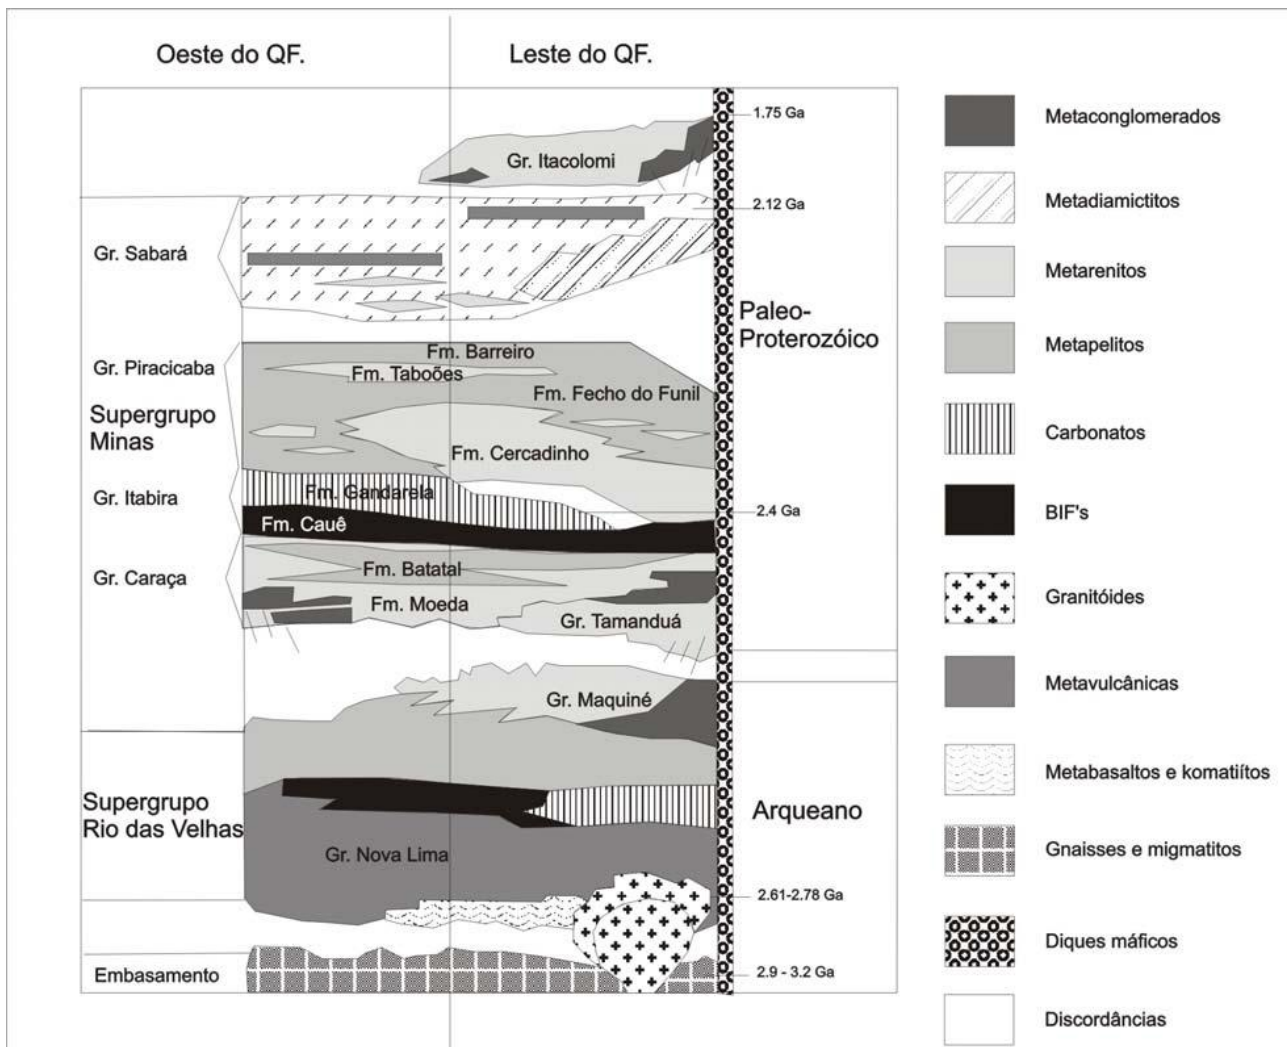 Oeste do QF.
Leste do QF.
1.75 Ga
Gr. Itacolomi
2.12 Ga
Gr. Sabará
Paleo-
Proterozóico
Fm. Barreiro
Gr. Piracicaba
Fm. Taboões
Fm. Fecho do Funil
Supergrupo
Minas
Fm. Cercadinho
Gr. Itabira
Fm. Gandarela
2.4 Ga
Fm. Cauê
Gr. Caraça
Fm. Batatal
Fm. Moeda
Gr. Tamanduá
Gr. Maquiné
Supergrupo
Rio das Velhas
Arqueano
Gr. Nova Lima
2.61-2.78 Ga
Embasamento
2.9 - 3.2 Ga
Metaconglomerados
Metadiamictitos
Metarenitos
Metapelitos
Carbonatos
BIF's
Granitóides
Metavulcânicas
Metabasaltos e komatiítos
Gnaisses e migmatitos
Diques máficos
Discordâncias